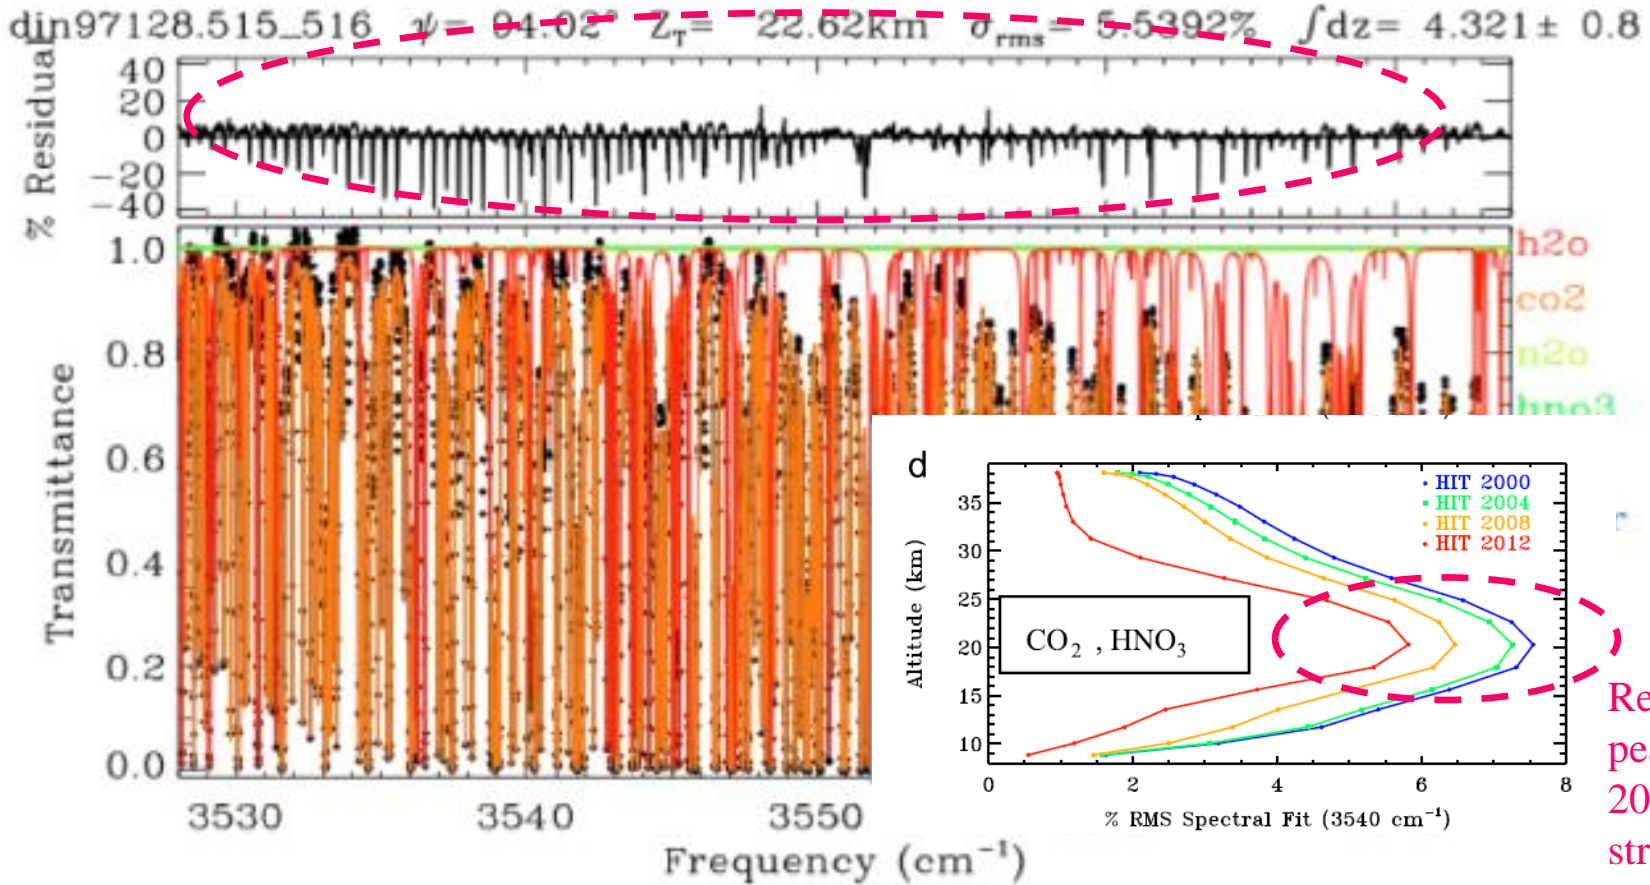 din97128.515_516 ψ= 94.02° Z_T= 22.62km σ_rms= 5.5392% ∫dz= 4.321± 0.8
% Residual
40
20
0
−20
−40
Transmittance
1.0
0.8
0.6
0.4
0.2
0.0
h2o
co2
n2o
hno3
3530 3540 3550
Frequency (cm⁻¹)
d
HIT 2000
HIT 2004
HIT 2008
HIT 2012
Altitude (km)
35
30
25
20
15
10
CO₂ , HNO₃
0 2 4 6 8
% RMS Spectral Fit (3540 cm⁻¹)
Re
pe
20
str